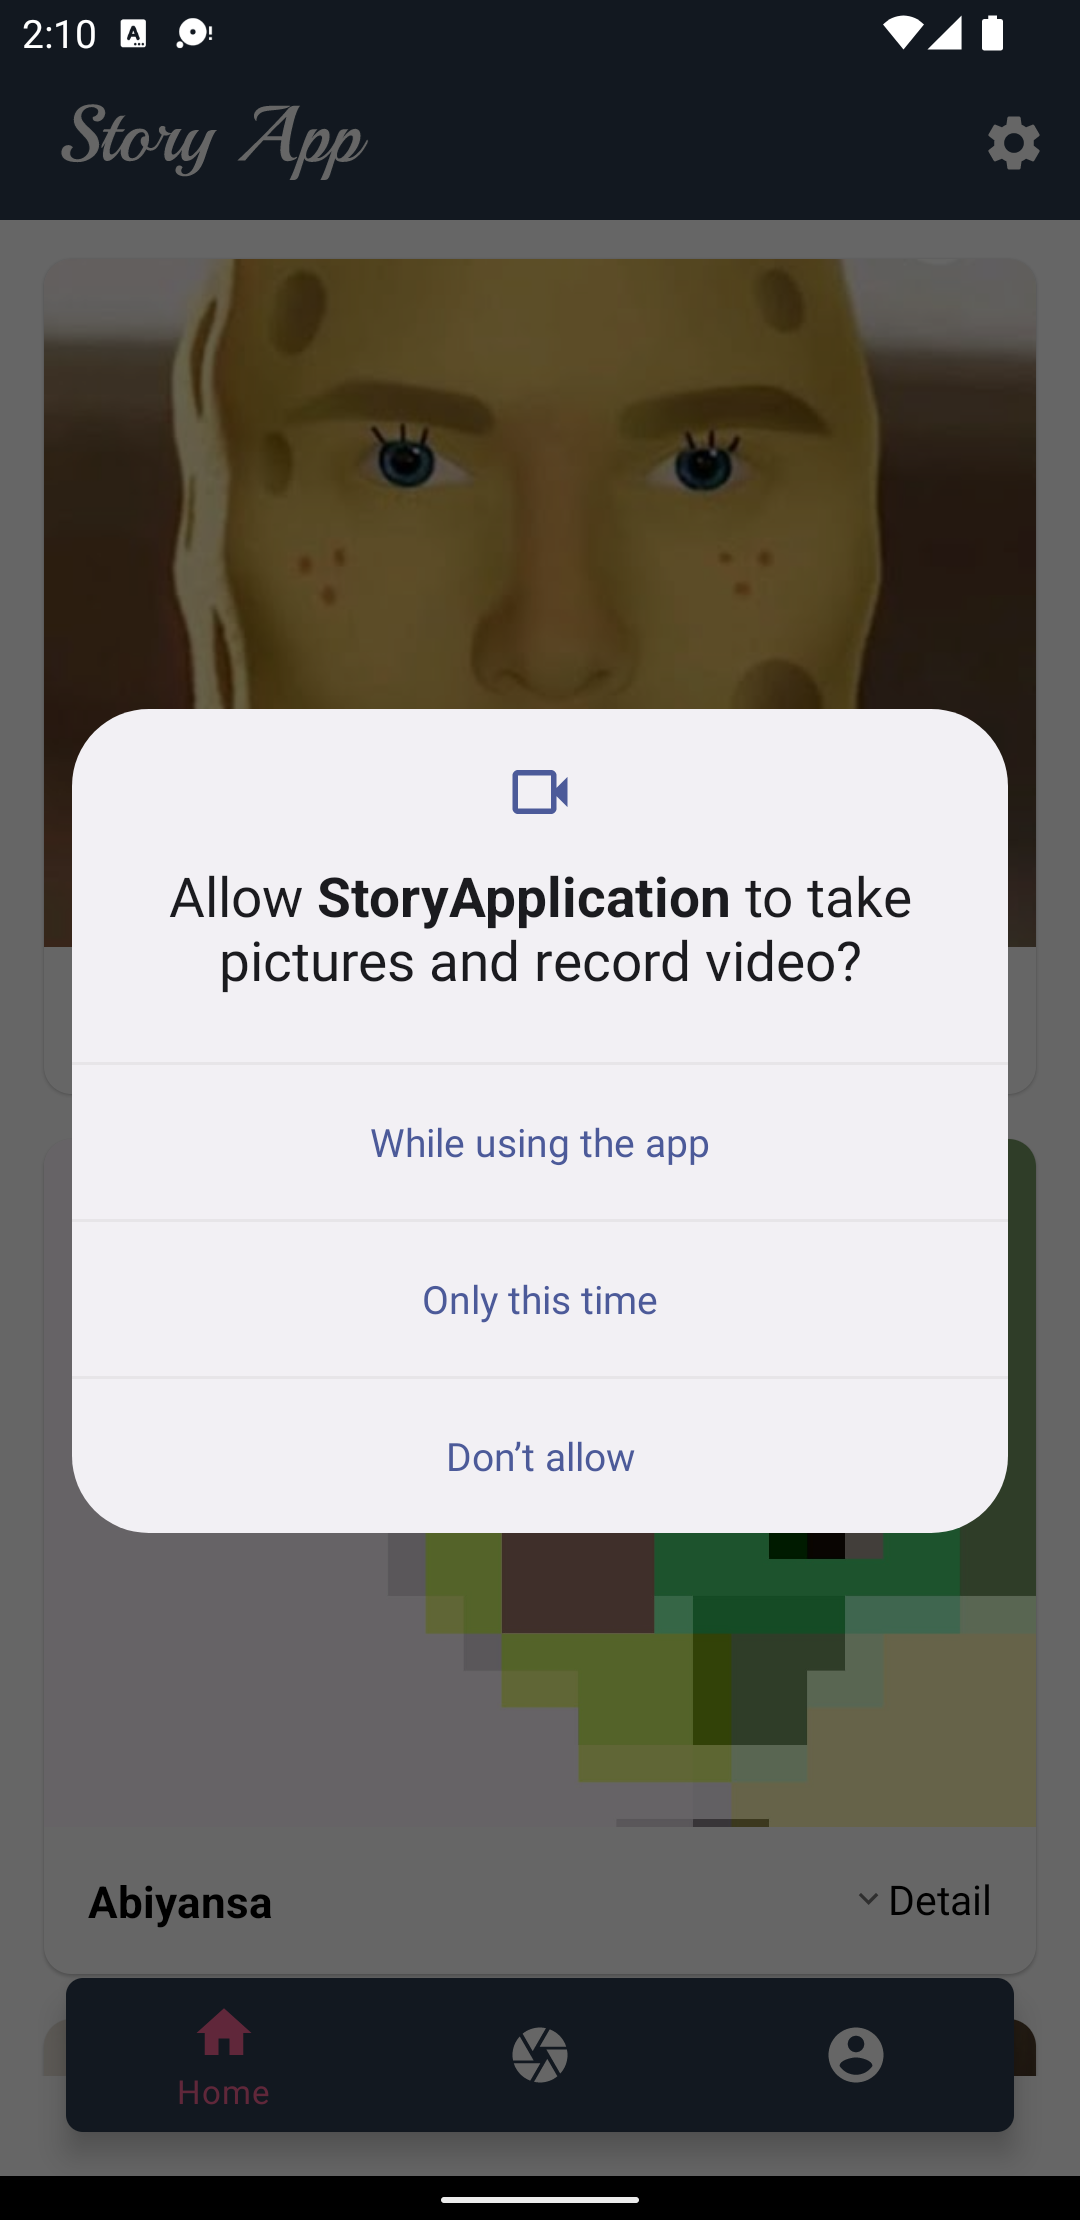 2:10
Story App
Allow StoryApplication to take
pictures and record video?
While using the app
Only this time
Don’t allow
Abiyansa
Detail
Home